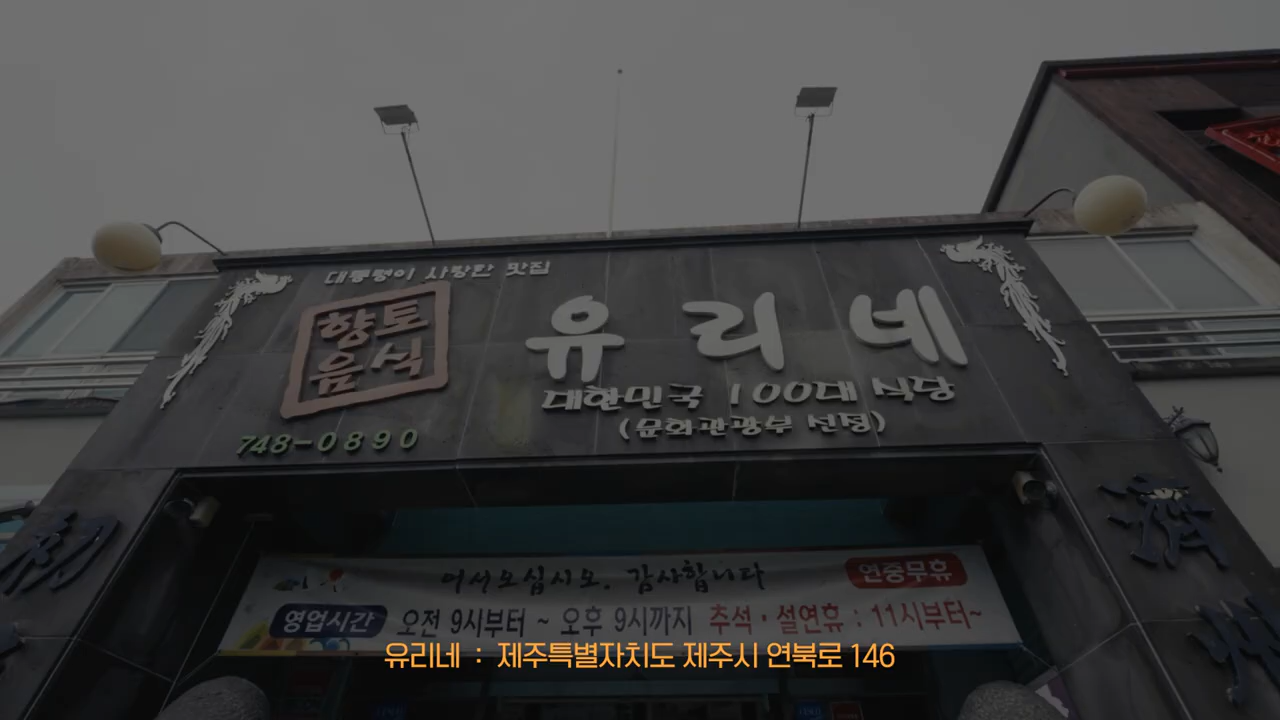 대통령이 사랑한 맛집
향토
음식
유리네
대한민국 100대 식당
(문화관광부 선정)
748-0890
어서오십시오. 감사합니다
연중무휴
영업시간 오전 9시부터 ~ 오후 9시까지 추석·설연휴 : 11시부터~
유리네 : 제주특별자치도 제주시 연북로 146